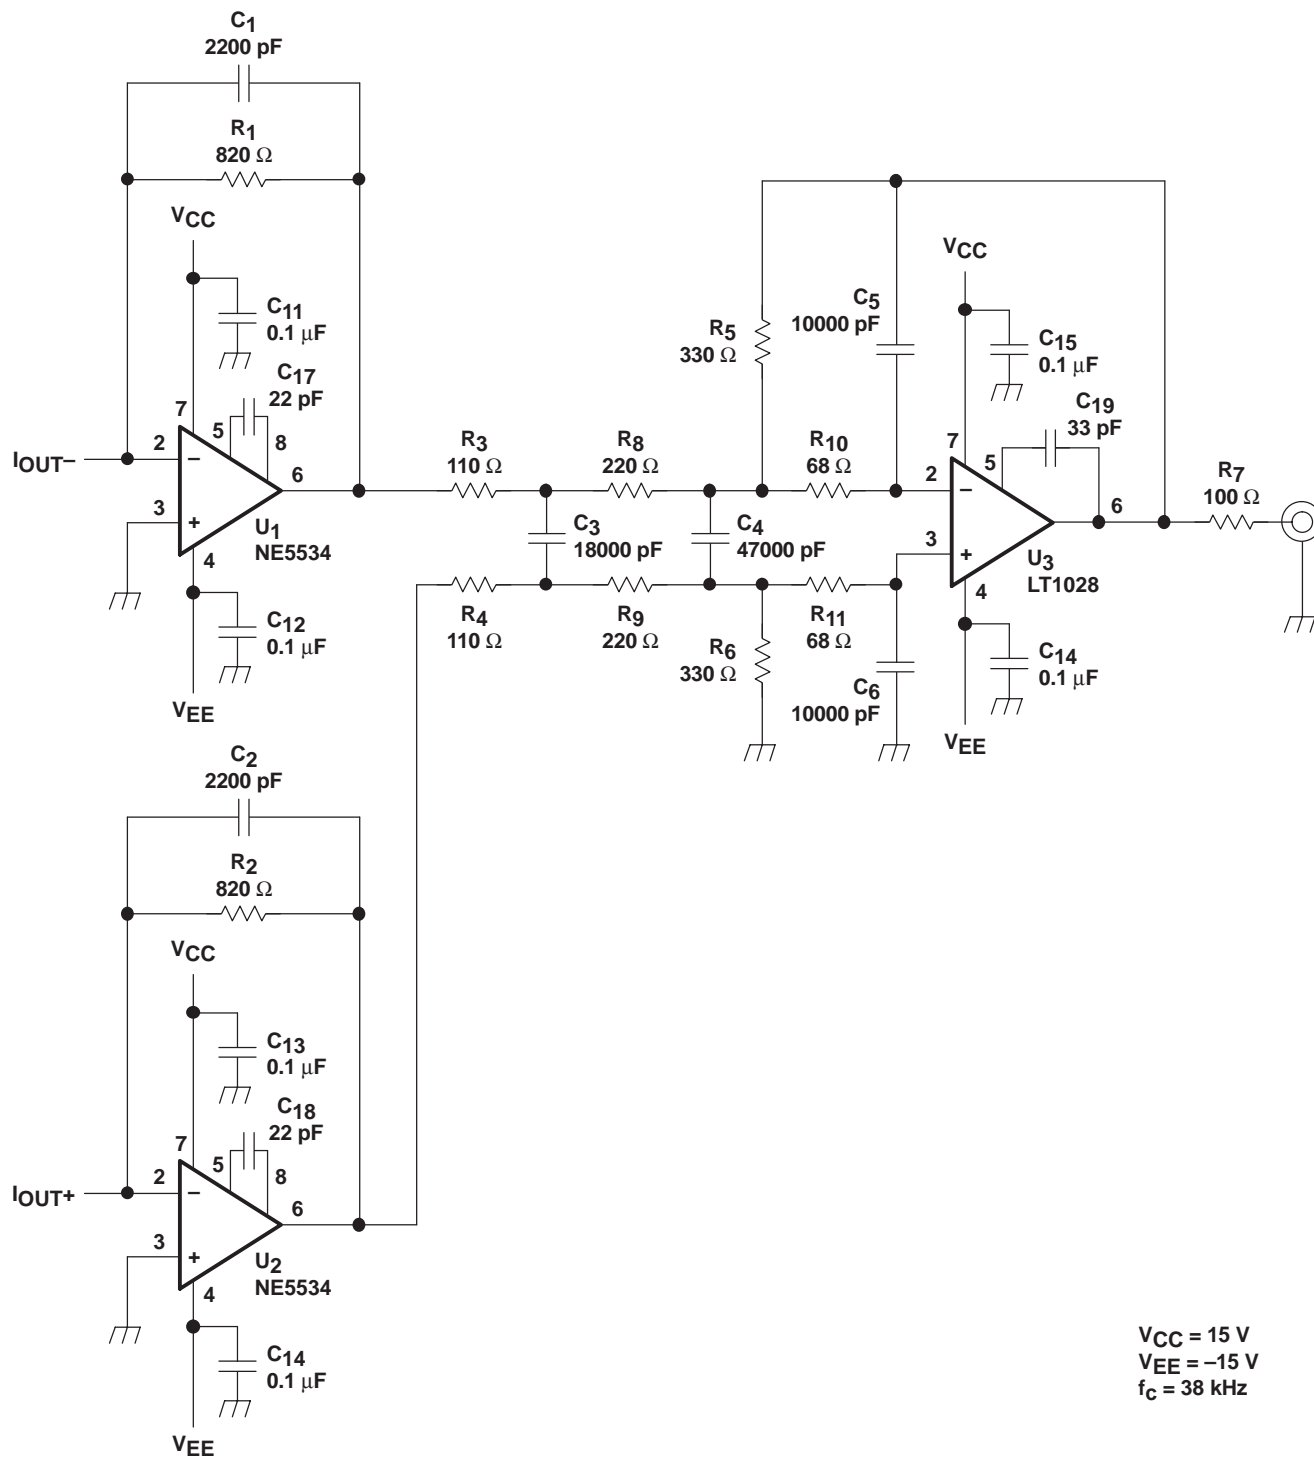 C1
2200 pF
R1
820 Ω
VCC
C11
0.1 μF
C17
22 pF
7
5
8
2
–
IOUT–
6
3
+
U1
NE5534
4
C12
0.1 μF
VEE
R3
110 Ω
R8
220 Ω
R10
68 Ω
C3
18000 pF
C4
47000 pF
R4
110 Ω
R9
220 Ω
R11
68 Ω
R5
330 Ω
C5
10000 pF
R6
330 Ω
C6
10000 pF
VCC
C15
0.1 μF
C19
33 pF
7
5
2
–
6
3
+
U3
LT1028
4
R7
100 Ω
C14
0.1 μF
VEE
C2
2200 pF
R2
820 Ω
VCC
C13
0.1 μF
C18
22 pF
7
5
8
2
–
IOUT+
6
3
+
U2
NE5534
4
C14
0.1 μF
VEE
VCC = 15 V
VEE = –15 V
fc = 38 kHz